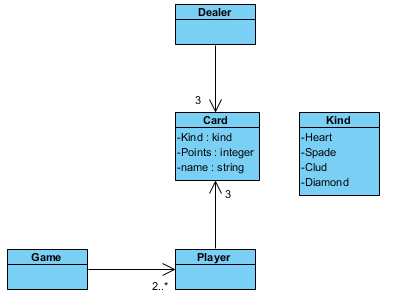 Dealer
3
Card
-Kind : kind
-Points : integer
-name : string
Kind
-Heart
-Spade
-Clud
-Diamond
3
Game
Player
2..*